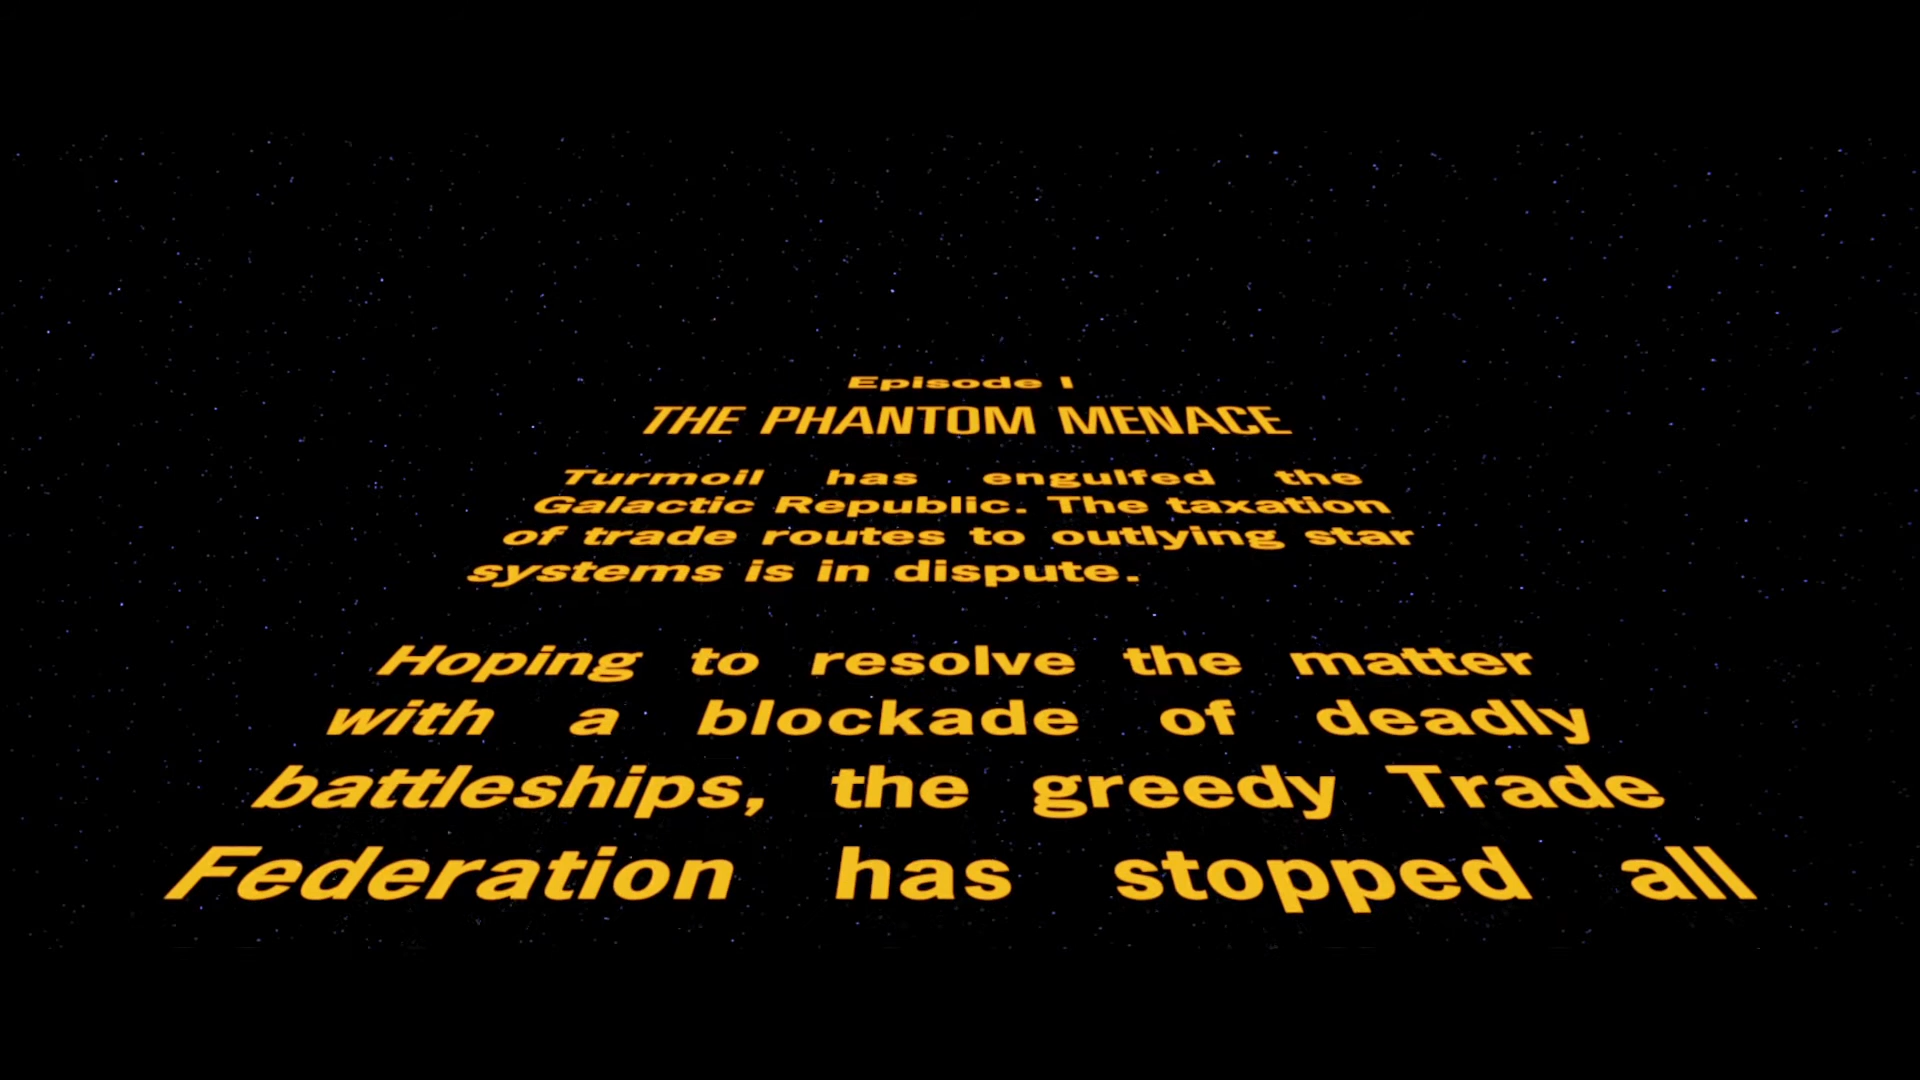 Episode I
THE PHANTOM MENACE
Turmoil has engulfed the
Galactic Republic. The taxation
of trade routes to outlying star
systems is in dispute.
Hoping to resolve the matter
with a blockade of deadly
battleships, the greedy Trade
Federation has stopped all